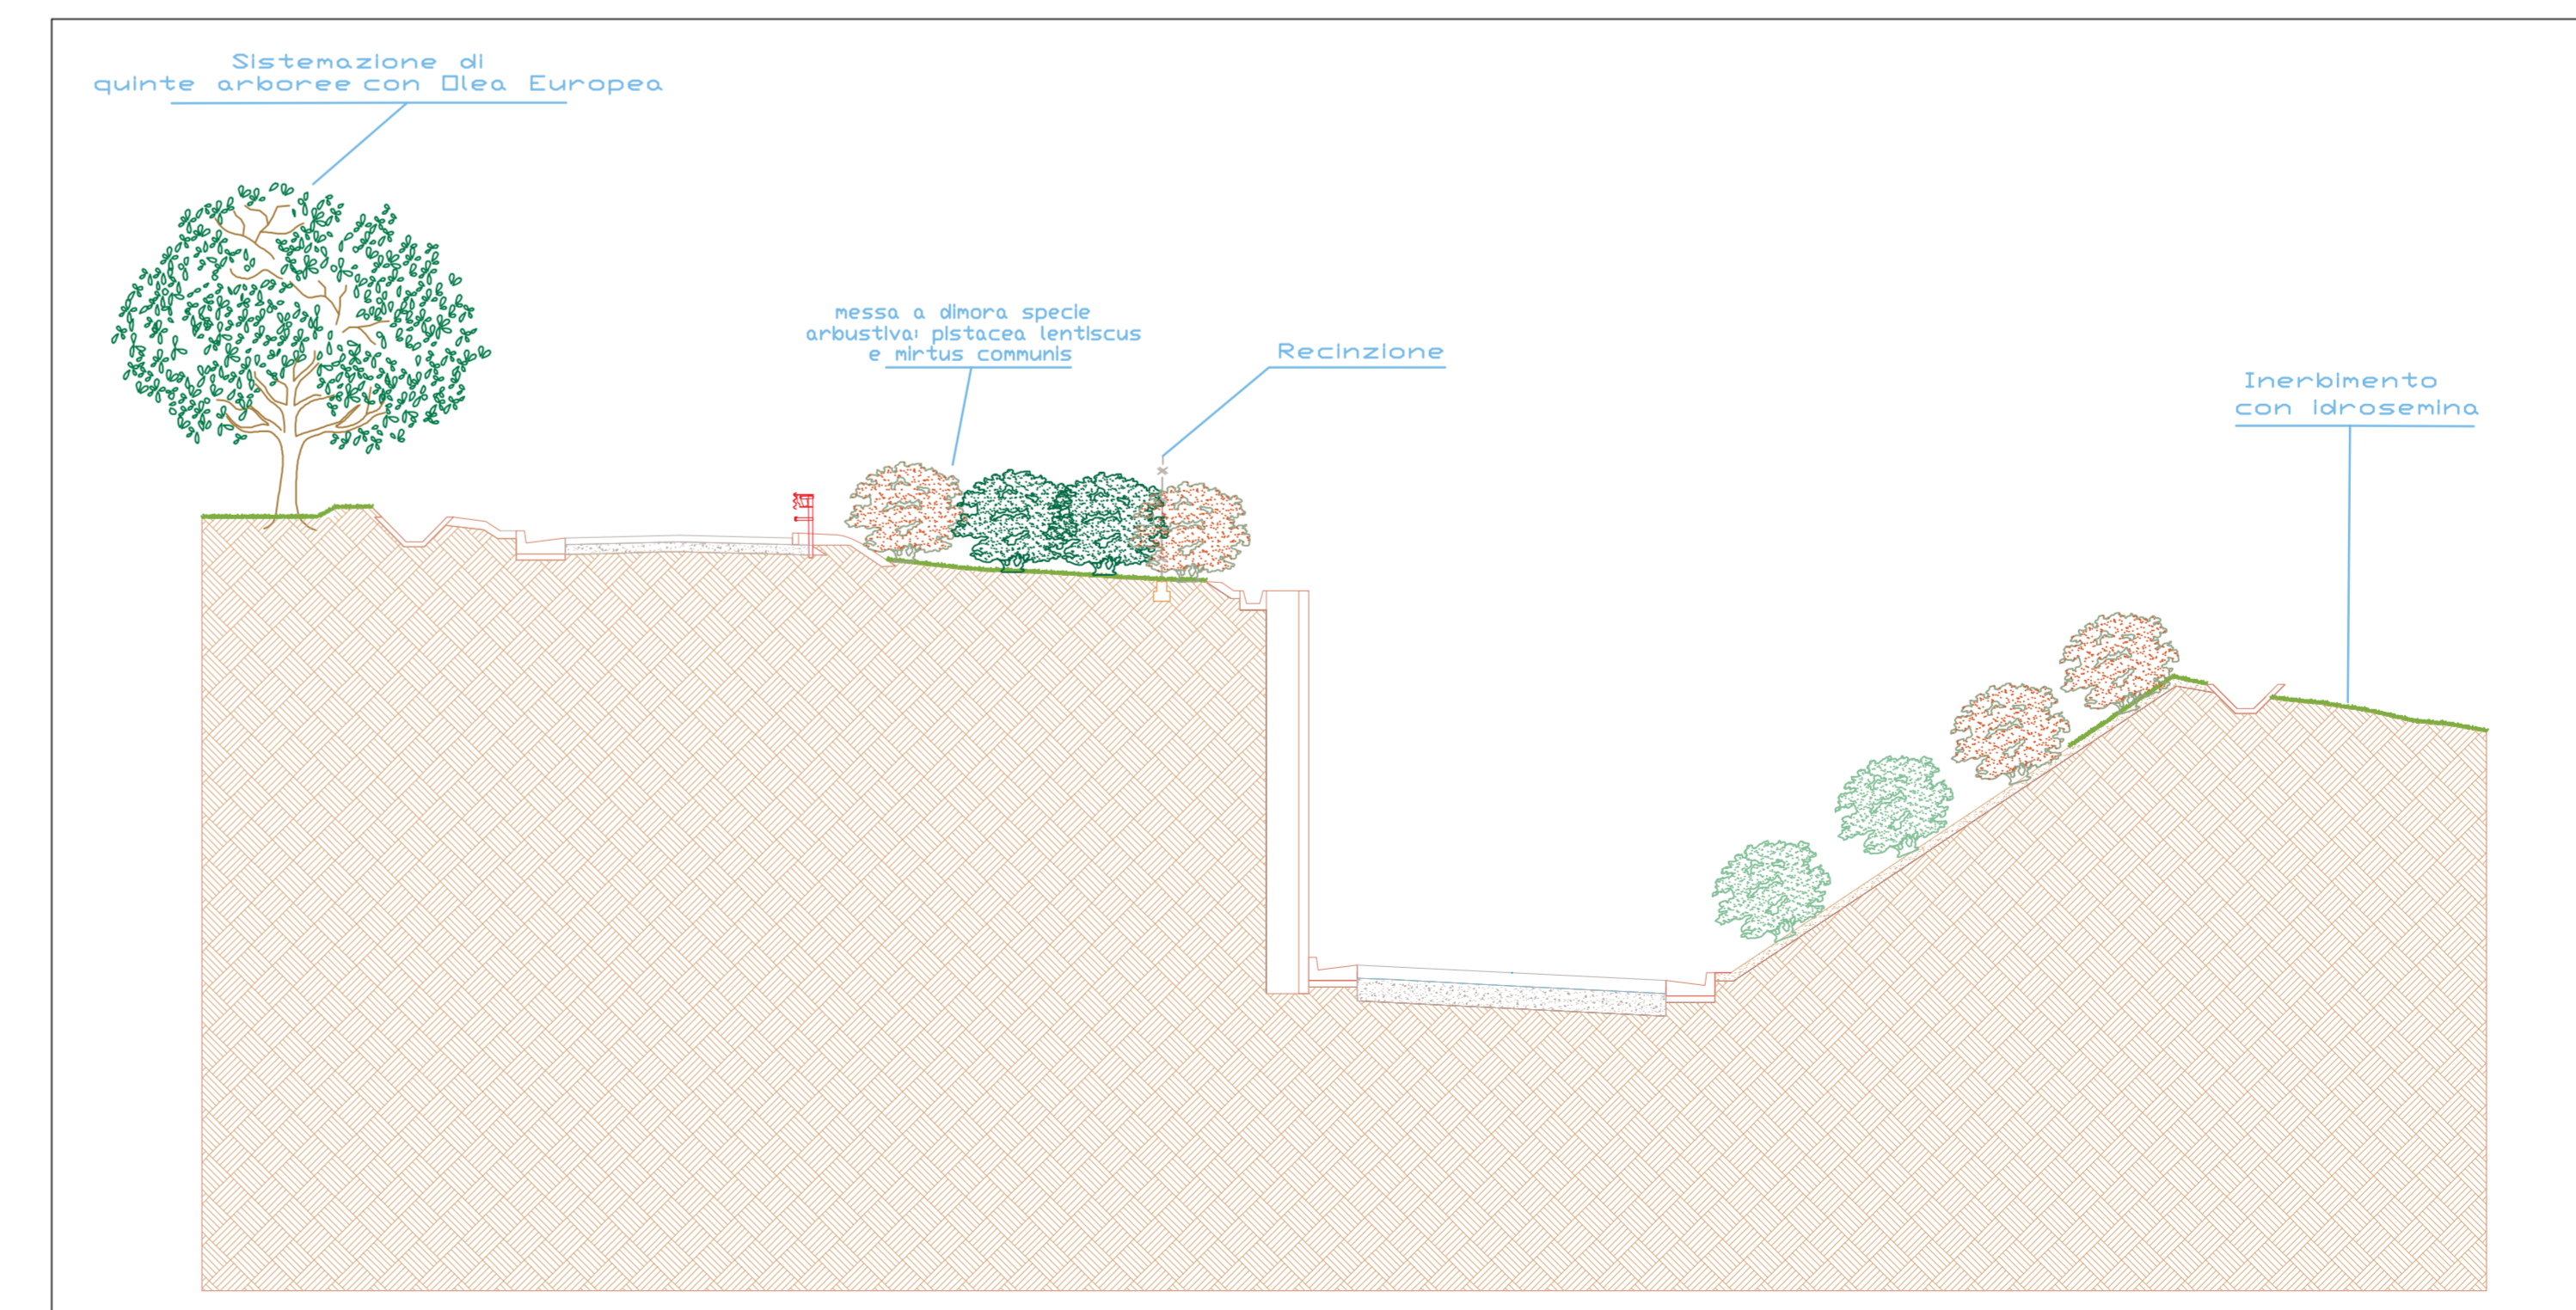 Sistemazione di
quinte arboree con Olea Europea
messa a dimora specie
arbustiva: pistacea lentiscus
e mirtus communis
Recinzione
Inerbimento
con idrosemina